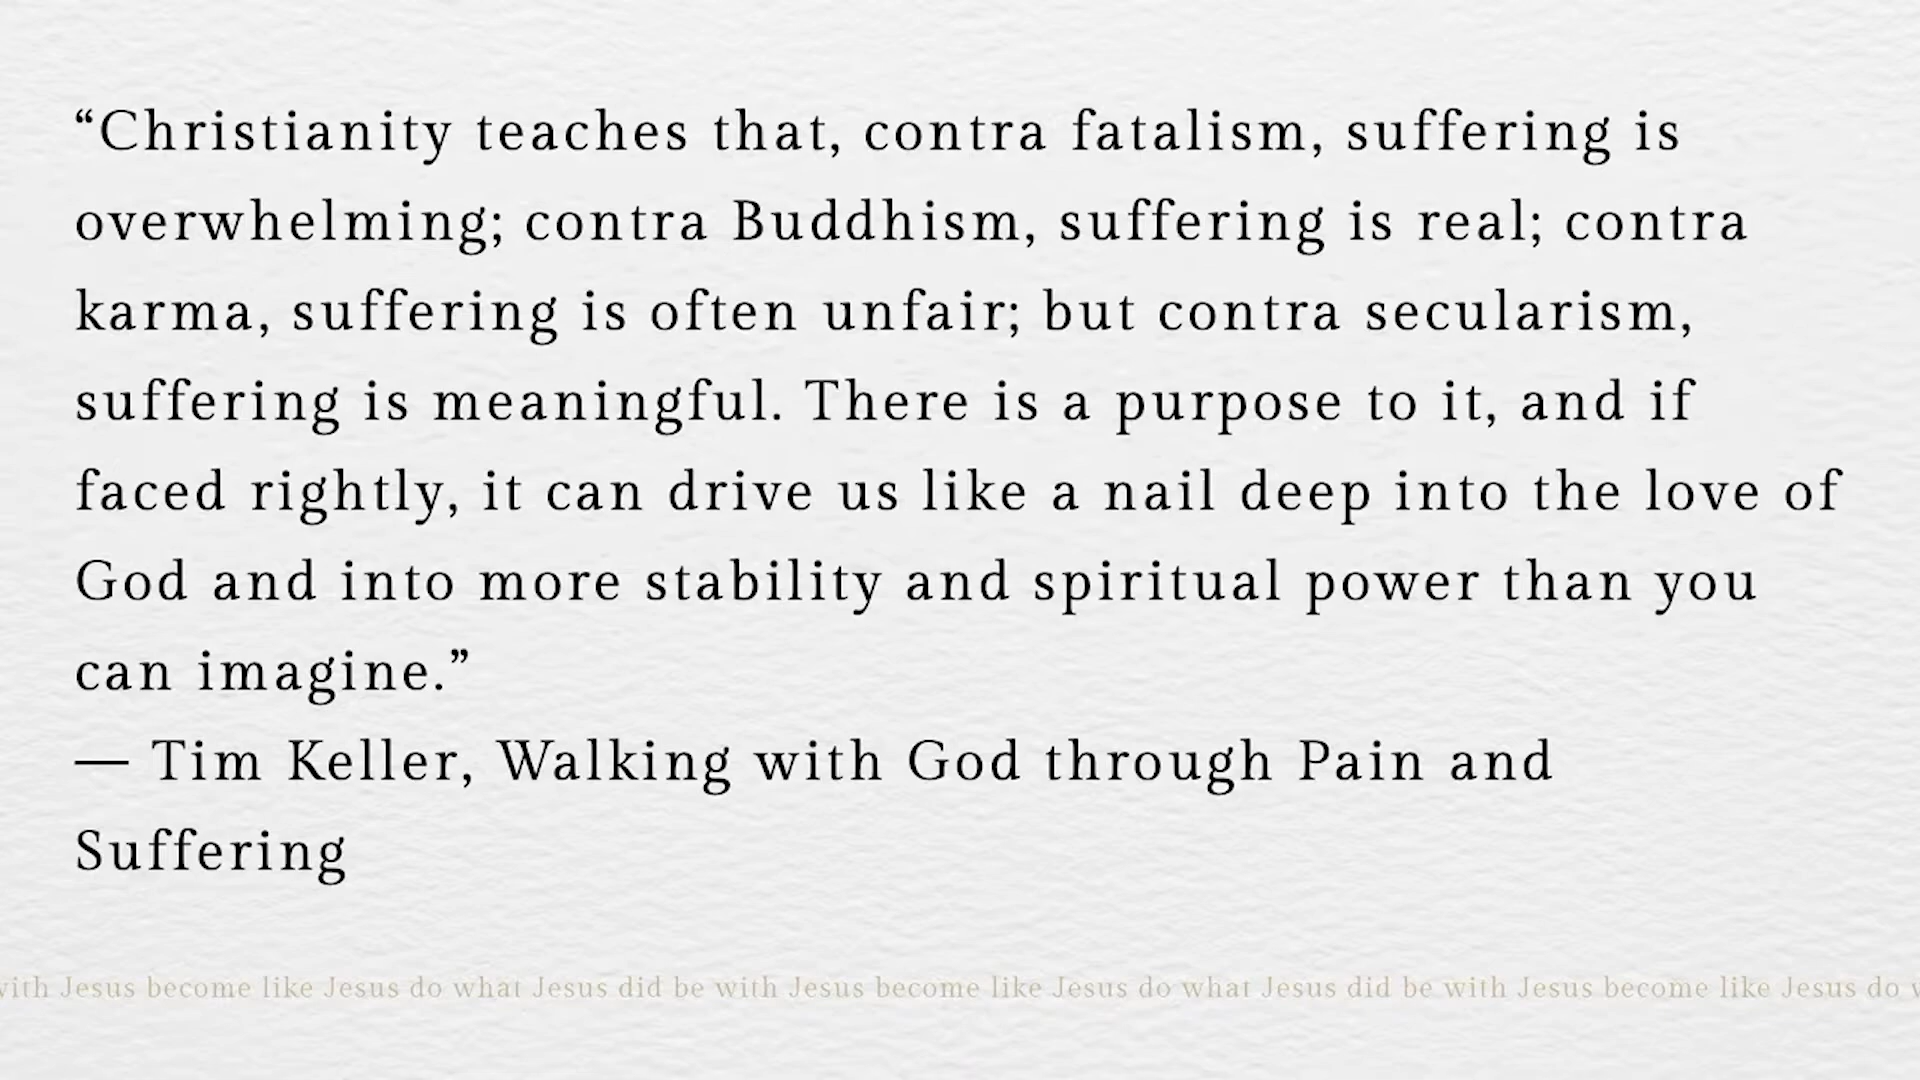 “Christianity teaches that, contra fatalism, suffering is
overwhelming; contra Buddhism, suffering is real; contra
karma, suffering is often unfair; but contra secularism,
suffering is meaningful. There is a purpose to it, and if
faced rightly, it can drive us like a nail deep into the love of
God and into more stability and spiritual power than you
can imagine.”
— Tim Keller, Walking with God through Pain and
Suffering
with Jesus become like Jesus do what Jesus did be with Jesus become like Jesus do what Jesus did be with Jesus become like Jesus do